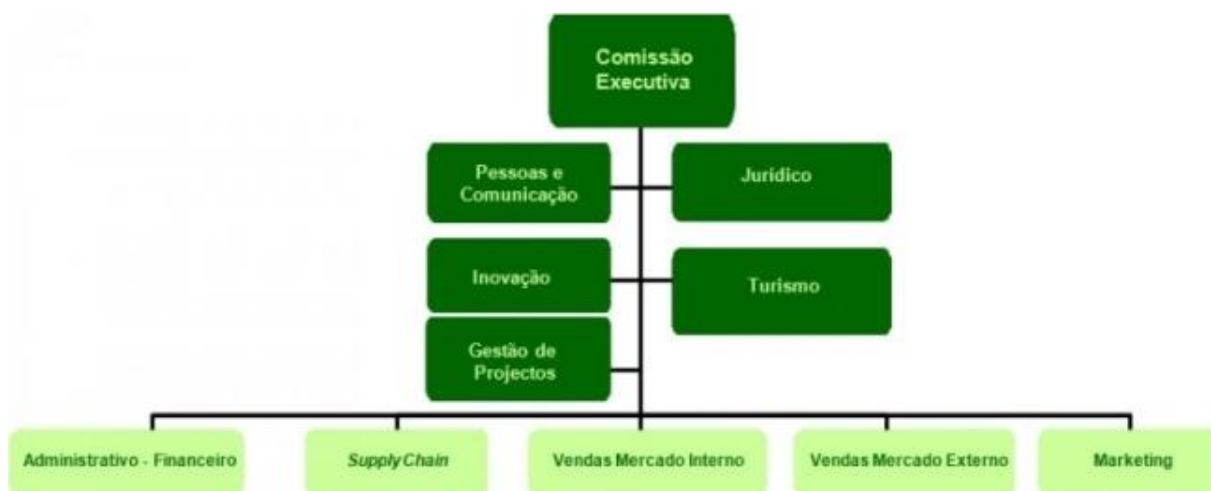 Comissão
Executiva
Pessoas e
Comunicação
Jurídico
Inovação
Turismo
Gestão de
Projectos
Administrativo - Financeiro
Supply Chain
Vendas Mercado Interno
Vendas Mercado Externo
Marketing